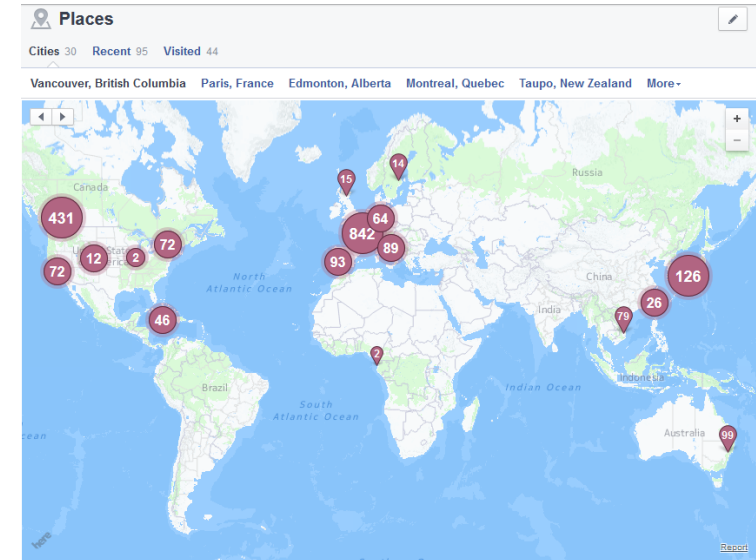 Places
Cities 30 Recent 95 Visited 44
Vancouver, British Columbia Paris, France Edmonton, Alberta Montreal, Quebec Taupo, New Zealand More
+
−
14
15
Russia
Canada
431
64
842
72
89
12
2
93
72
China
126
North
Atlantic Ocean
26
India
79
46
2
Indonesia
Brazil
Indian Ocean
South
Atlantic Ocean
Australia
99
cean
here
Report